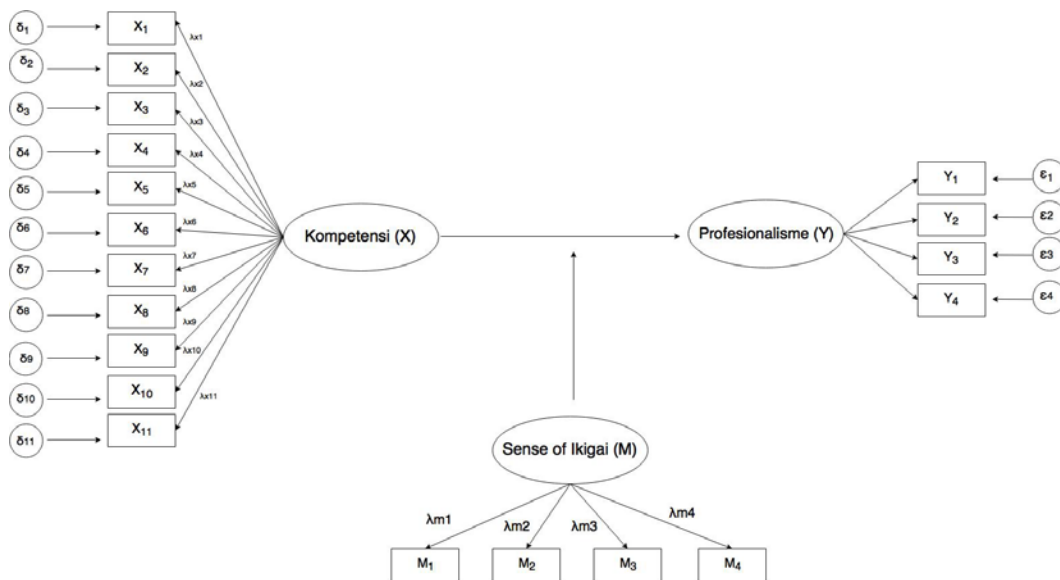 δ1
X1
λx1
δ2
X2
λx2
δ3
X3
λx3
δ4
X4
λx4
δ5
X5
λx5
δ6
X6
λx6
δ7
X7
λx7
δ8
X8
λx8
δ9
X9
λx9
δ10
X10
λx10
δ11
X11
λx11
Kompetensi (X)
Profesionalisme (Y)
Y1
ε1
Y2
ε2
Y3
ε3
Y4
ε4
Sense of Ikigai (M)
λm1
λm2
λm3
λm4
M1
M2
M3
M4